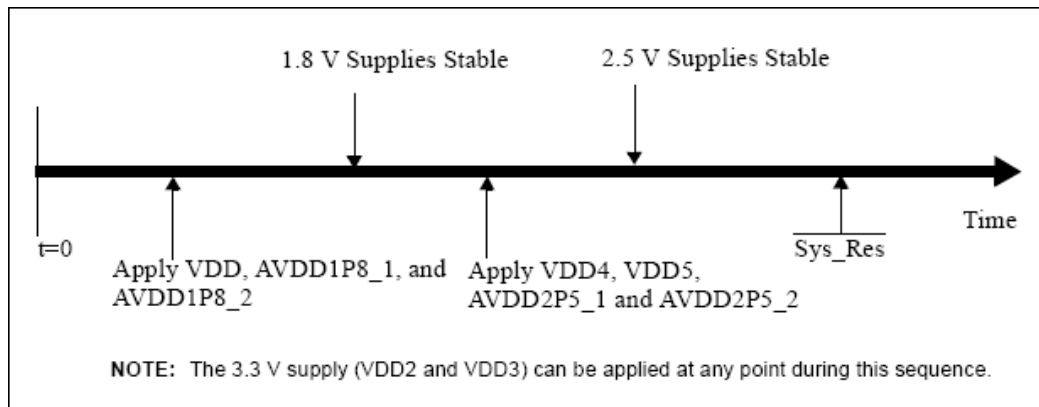 1.8 V Supplies Stable
2.5 V Supplies Stable
t=0
Apply VDD, AVDD1P8_1, and
AVDD1P8_2
Apply VDD4, VDD5,
AVDD2P5_1 and AVDD2P5_2
Sys_Res
Time
NOTE: The 3.3 V supply (VDD2 and VDD3) can be applied at any point during this sequence.